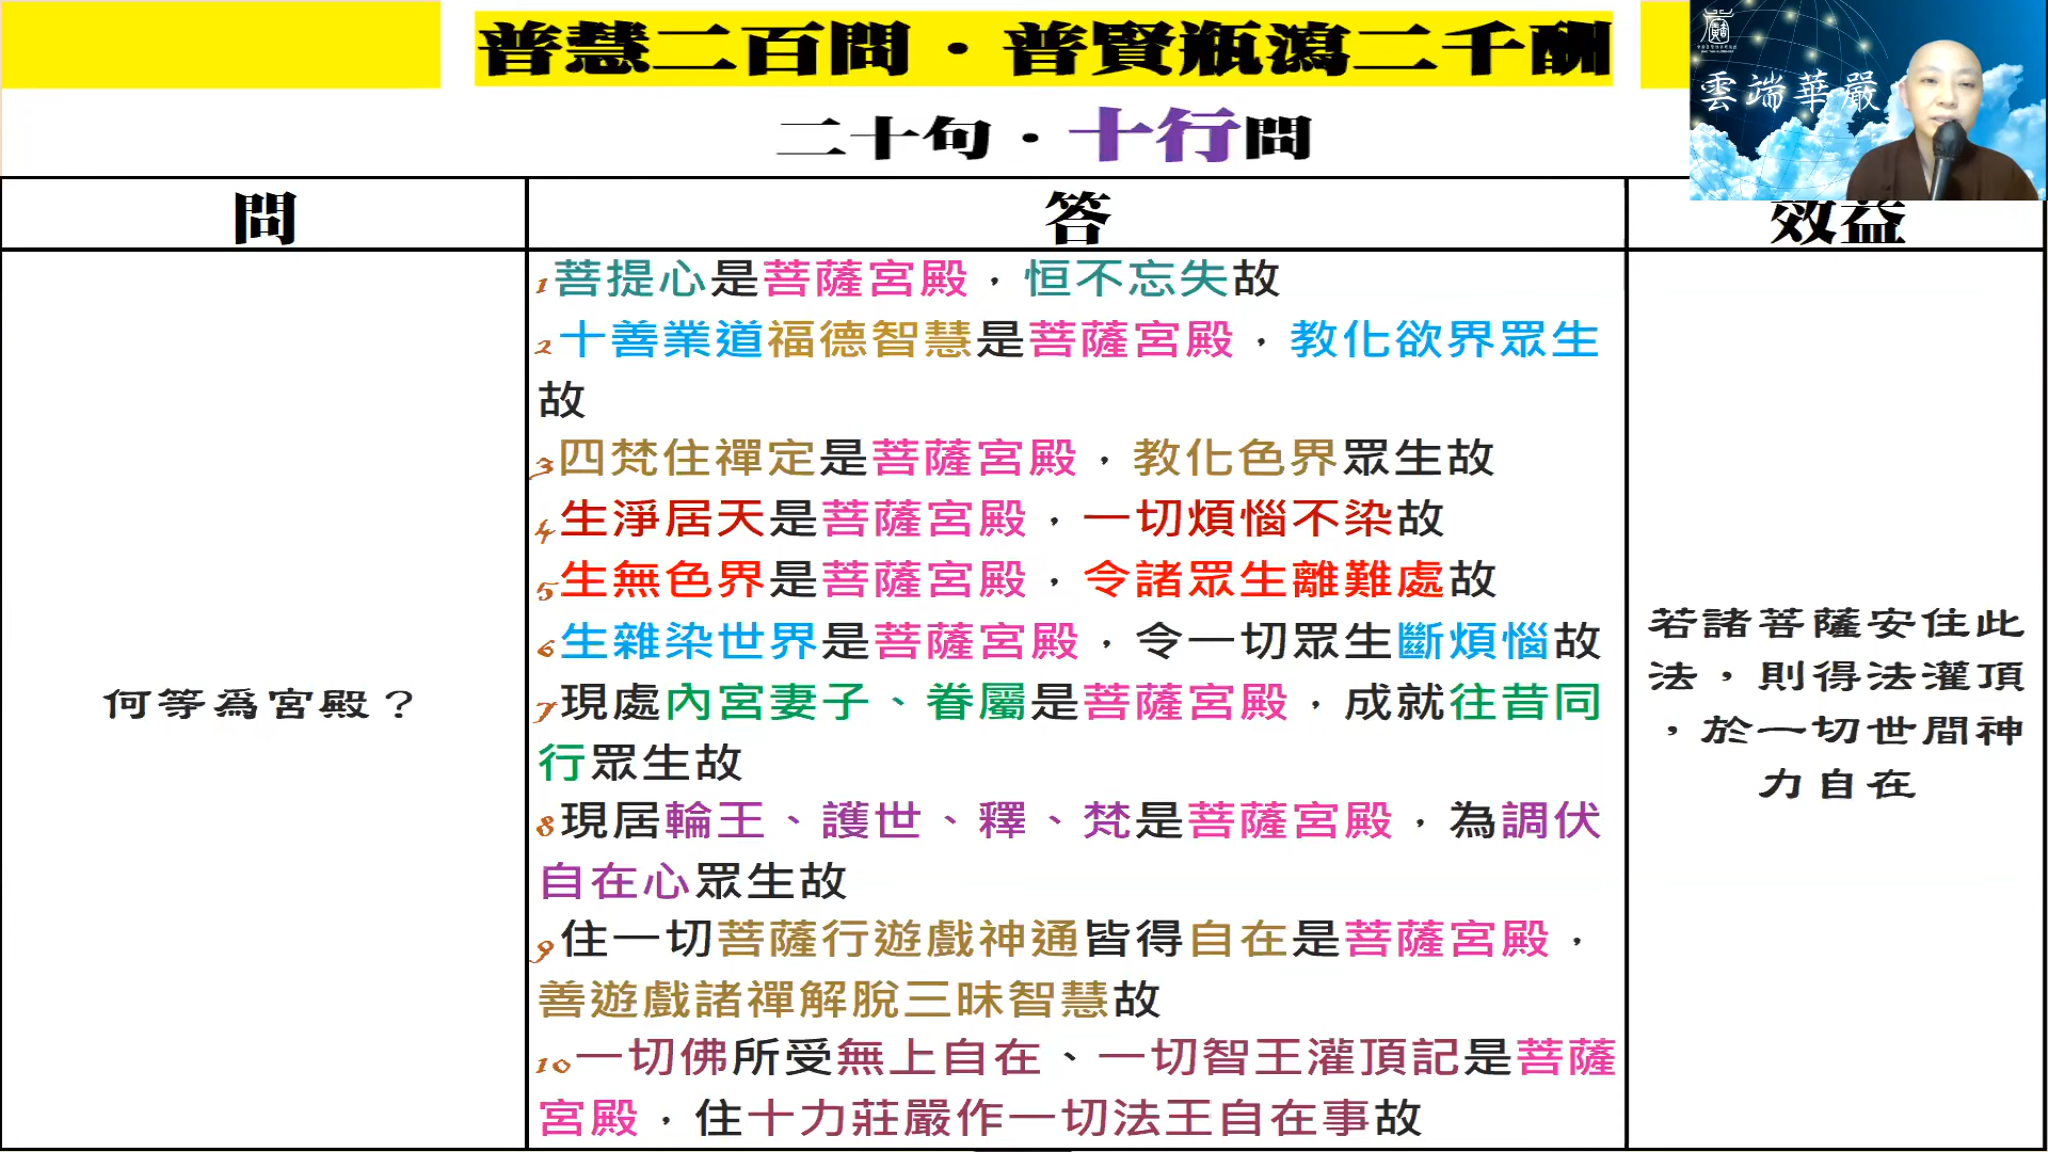 普慧二百問・普賢瓶瀉二千酬
二十句・十行問
雲端華嚴
問
答
效益
何等為宮殿？
1菩提心是菩薩宮殿，恒不忘失故
2十善業道福德智慧是菩薩宮殿，教化欲界眾生
故
3四梵住禪定是菩薩宮殿，教化色界眾生故
4生淨居天是菩薩宮殿，一切煩惱不染故
5生無色界是菩薩宮殿，令諸眾生離難處故
6生雜染世界是菩薩宮殿，令一切眾生斷煩惱故
7現處內宮妻子、眷屬是菩薩宮殿，成就往昔同
行眾生故
8現居輪王、護世、釋、梵是菩薩宮殿，為調伏
自在心眾生故
9住一切菩薩行遊戲神通皆得自在是菩薩宮殿，
善遊戲諸禪解脫三昧智慧故
10一切佛所受無上自在、一切智王灌頂記是菩薩
宮殿，住十力莊嚴作一切法王自在事故
若諸菩薩安住此
法，則得法灌頂
，於一切世間神
力自在